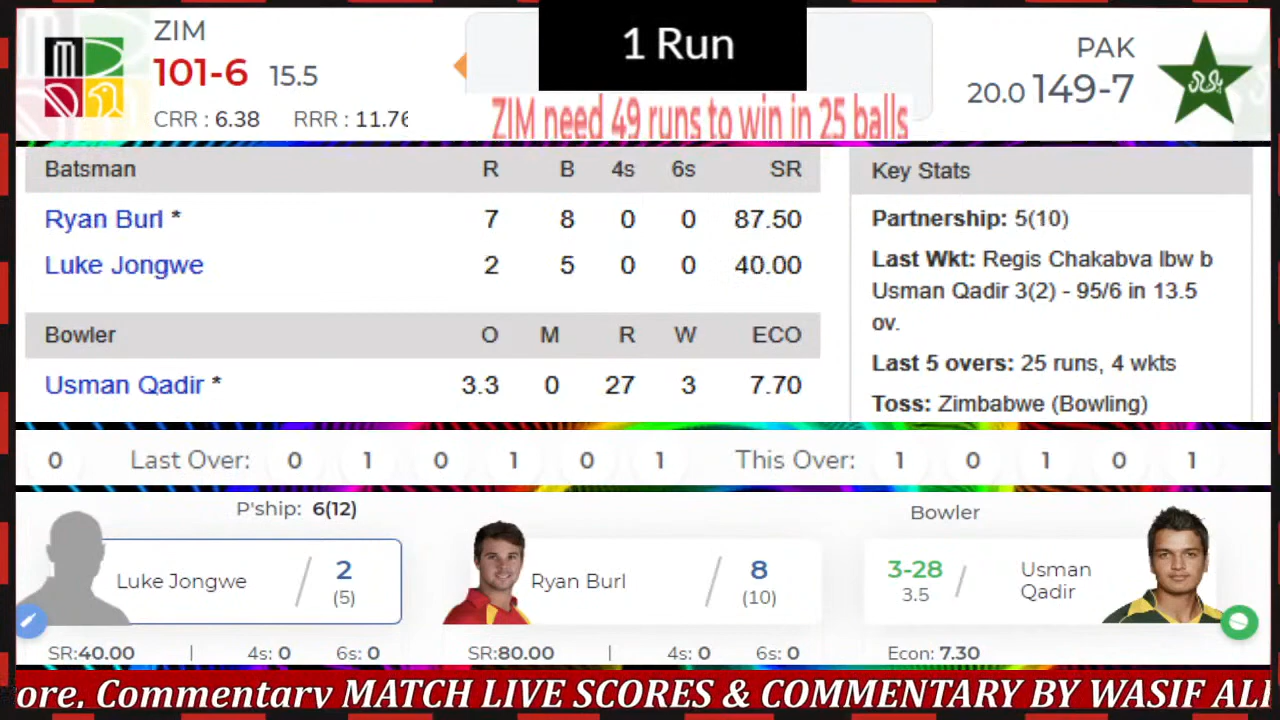 ZIM
101-6 15.5
CRR : 6.38 RRR : 11.76
1 Run
ZIM need 49 runs to win in 25 balls
PAK
20.0 149-7
Batsman R B 4s 6s SR
Ryan Burl * 7 8 0 0 87.50
Luke Jongwe 2 5 0 0 40.00
Bowler O M R W ECO
Usman Qadir * 3.3 0 27 3 7.70
Key Stats
Partnership: 5(10)
Last Wkt: Regis Chakabva lbw b
Usman Qadir 3(2) - 95/6 in 13.5
ov.
Last 5 overs: 25 runs, 4 wkts
Toss: Zimbabwe (Bowling)
0 Last Over: 0 1 0 1 0 1 This Over: 1 0 1 0 1
P'ship: 6(12)
Luke Jongwe 2
(5)
SR:40.00 | 4s: 0 6s: 0
Ryan Burl 8
(10)
SR:80.00 | 4s: 0 6s: 0
Bowler
3-28
3.5
Usman
Qadir
Econ: 7.30
ore, Commentary MATCH LIVE SCORES & COMMENTARY BY WASIF ALI